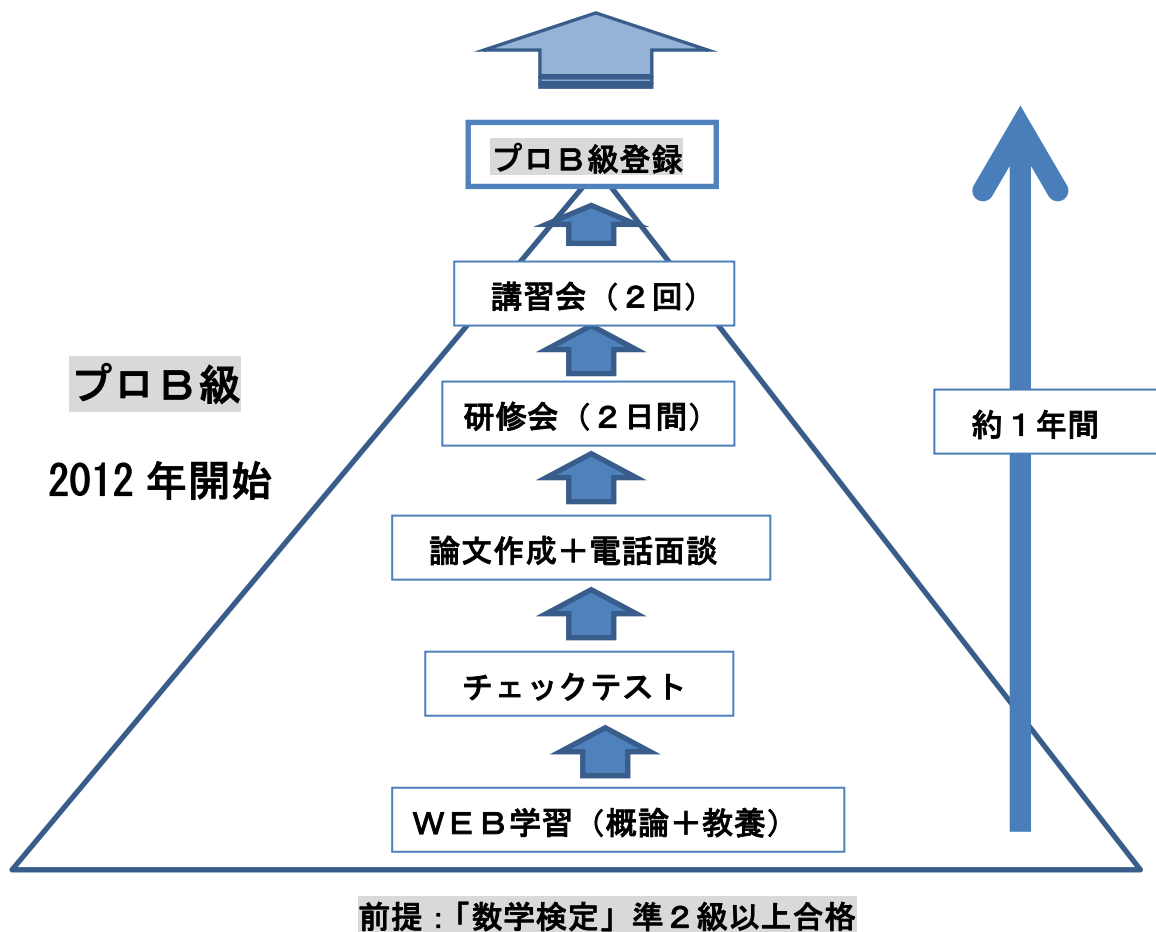 プロＢ級登録
講習会（２回）
プロＢ級
研修会（２日間）
約１年間
2012 年開始
論文作成＋電話面談
チェックテスト
ＷＥＢ学習（概論＋教養）
前提：「数学検定」準２級以上合格